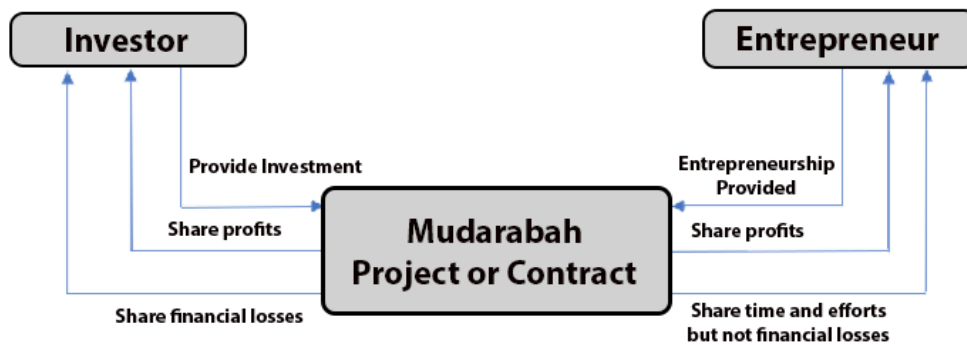 Investor
Entrepreneur
Provide Investment
Entrepreneurship
Provided
Share profits
Mudarabah
Project or Contract
Share profits
Share financial losses
Share time and efforts
but not financial losses